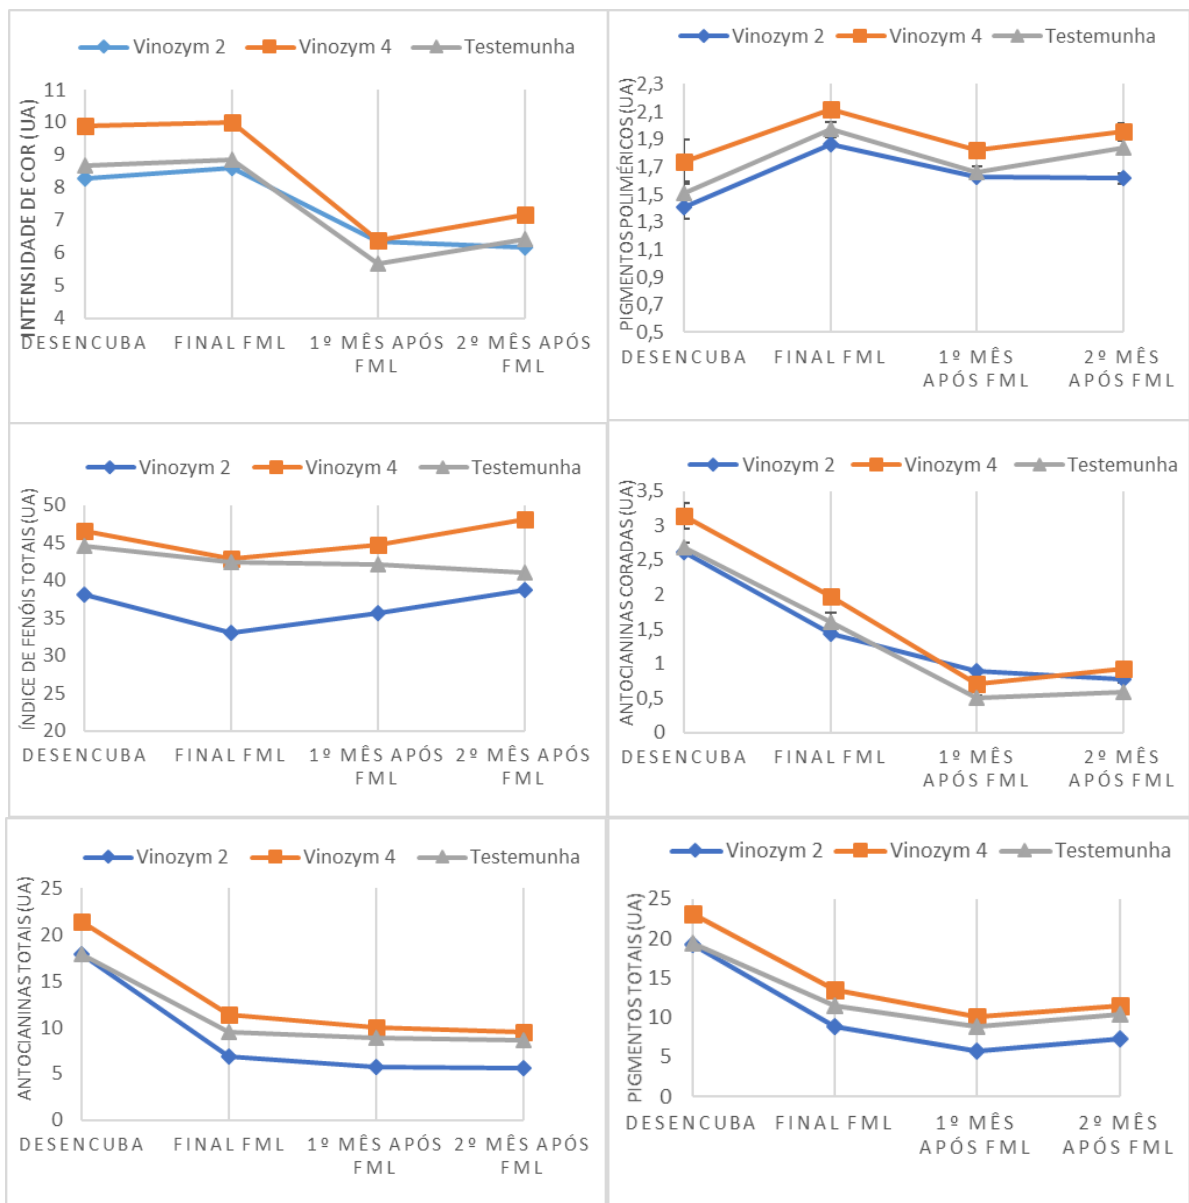 Vinozym 2 Vinozym 4 Testemunha
INTENSIDADE DE COR (UA)
11
10
9
8
7
6
5
4
DESENCUBA FINAL FML 1º MÊS APÓS FML 2º MÊS APÓS FML
Vinozym 2 Vinozym 4 Testemunha
PIGMENTOS POLIMÉRICOS (UA)
2,3
2,1
1,9
1,7
1,5
1,3
1,1
0,9
0,7
0,5
DESENCUBA FINAL FML 1º MÊS APÓS FML 2º MÊS APÓS FML
Vinozym 2 Vinozym 4 Testemunha
ÍNDICE DE FENÓIS TOTAIS (UA)
50
45
40
35
30
25
20
DESENCUBA FINAL FML 1º MÊS APÓS FML 2º MÊS APÓS FML
Vinozym 2 Vinozym 4 Testemunha
ANTOCIANINAS CORADAS (UA)
3,5
3
2,5
2
1,5
1
0,5
0
DESENCUBA FINAL FML 1º MÊS APÓS FML 2º MÊS APÓS FML
Vinozym 2 Vinozym 4 Testemunha
ANTOCIANINAS TOTAIS (UA)
25
20
15
10
5
0
DESENCUBA FINAL FML 1º MÊS APÓS FML 2º MÊS APÓS FML
Vinozym 2 Vinozym 4 Testemunha
PIGMENTOS TOTAIS (UA)
25
20
15
10
5
0
DESENCUBA FINAL FML 1º MÊS APÓS FML 2º MÊS APÓS FML